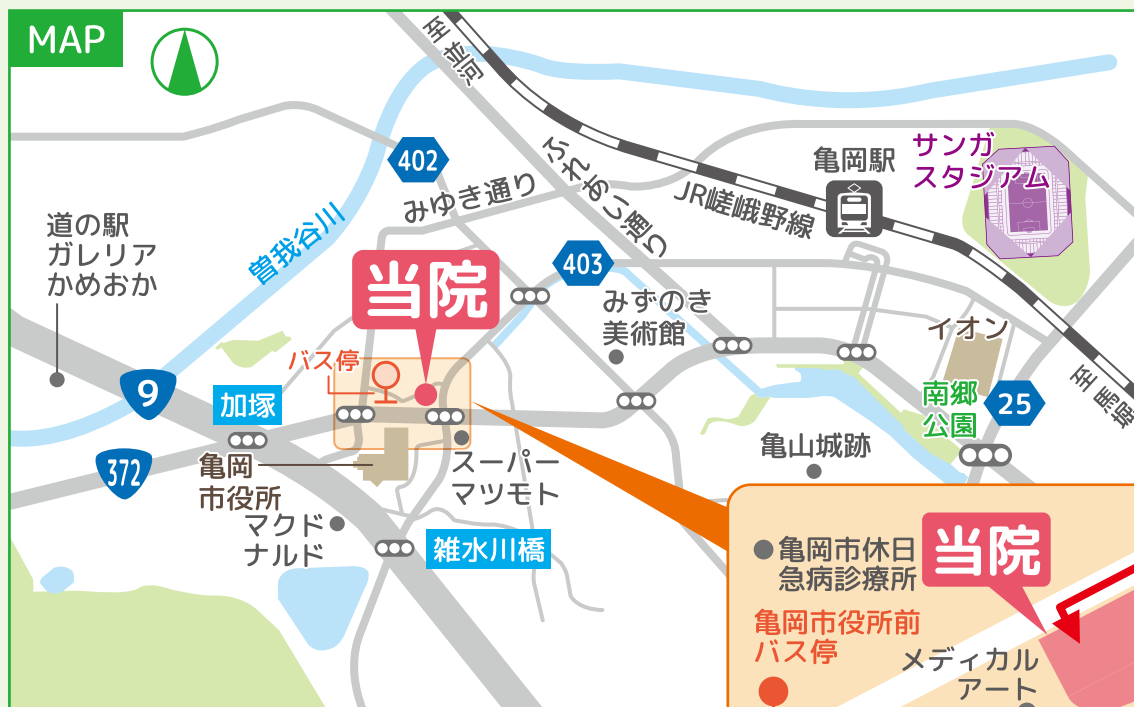 MAP
至 並河
402
みゆき通り
ふれあい通り
JR嵯峨野線
亀岡駅
サンガ
スタジアム
道の駅
ガレリア
かめおか
曽我谷川
当院
403
みずのき
美術館
イオン
バス停
9
加塚
南郷
公園
25
至 馬堀
372
亀岡
市役所
スーパー
マツモト
亀山城跡
マクド
ナルド
雑水川橋
亀岡市休日
急病診療所
当院
亀岡市役所前
バス停
メディカル
アート